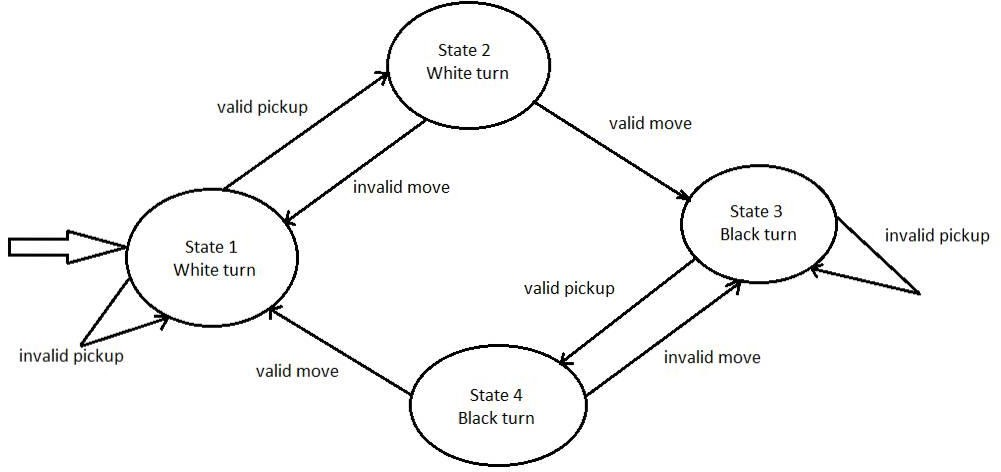 State 2
White turn
valid pickup
valid move
invalid move
State 3
Black turn
invalid pickup
State 1
White turn
valid pickup
invalid pickup
valid move
invalid move
State 4
Black turn